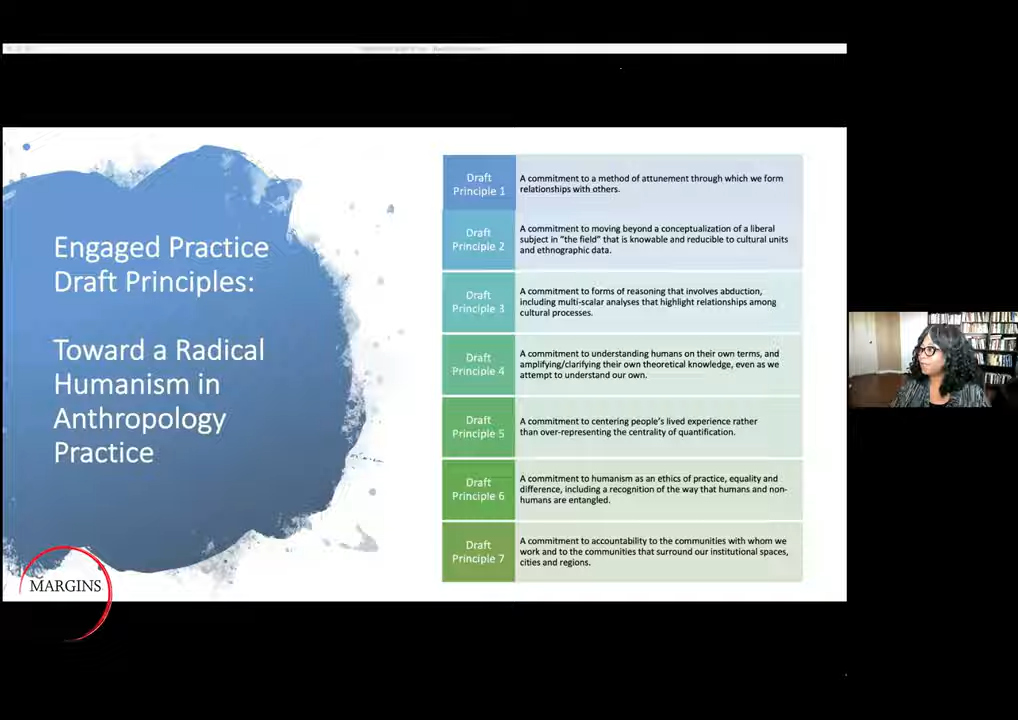 Engaged Practice
Draft Principles:
Toward a Radical
Humanism in
Anthropology
Practice
Draft
Principle 1
A commitment to a method of attunement through which we form
relationships with others.
Draft
Principle 2
A commitment to moving beyond a conceptualization of a liberal
subject in “the field” that is knowable and reducible to cultural units
and ethnographic data.
Draft
Principle 3
A commitment to forms of reasoning that involves abduction,
including multi-scalar analyses that highlight relationships among
cultural processes.
Draft
Principle 4
A commitment to understanding humans on their own terms, and
amplifying/clarifying their own theoretical knowledge, even as we
attempt to understand our own.
Draft
Principle 5
A commitment to centering people’s lived experience rather
than over-representing the centrality of quantification.
Draft
Principle 6
A commitment to humanism as an ethics of practice, equality and
difference, including a recognition of the way that humans and non-
humans are entangled.
Draft
Principle 7
A commitment to accountability to the communities with whom we
work and to the communities that surround our institutional spaces,
cities and regions.
MARGINS